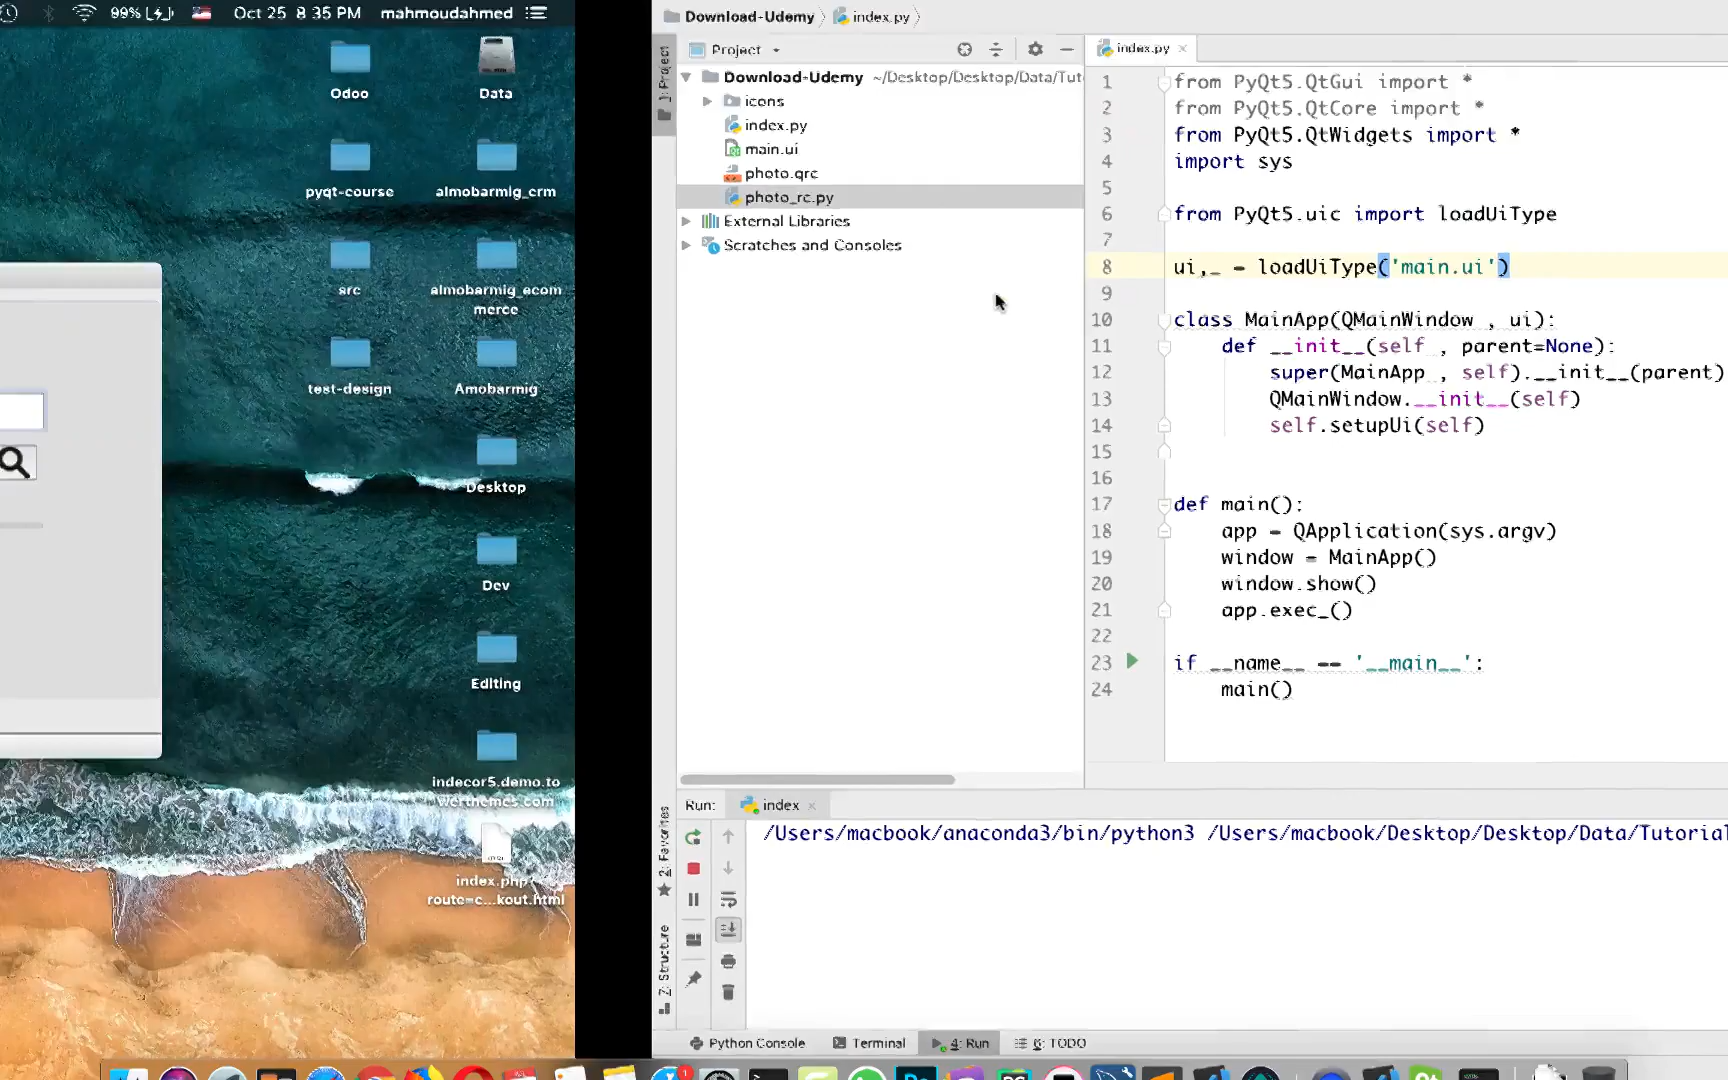 99%
Oct 25 8:35 PM mahmoudahmed
Odoo
Data
pyqt-course
almobarmig_crm
src
almobarmig_ecom
merce
test-design
Amobarmig
Desktop
Dev
Editing
indecor5.demo.to
werthemes.com
index.php?
route=c...kout.html
Download-Udemy
index.py
1: Project
Project
Download-Udemy ~/Desktop/Desktop/Data/Tut
icons
index.py
main.ui
photo.qrc
photo_rc.py
External Libraries
Scratches and Consoles
index.py
1 from PyQt5.QtGui import *
2 from PyQt5.QtCore import *
3 from PyQt5.QtWidgets import *
4 import sys
5
6 from PyQt5.uic import loadUiType
7
8 ui,_ = loadUiType('main.ui')
9
10 class MainApp(QMainWindow , ui):
11 def __init__(self , parent=None):
12 super(MainApp , self).__init__(parent)
13 QMainWindow.__init__(self)
14 self.setupUi(self)
15
16
17 def main():
18 app = QApplication(sys.argv)
19 window = MainApp()
20 window.show()
21 app.exec_()
22
23 if __name__ == '__main__':
24 main()
2: Favorites
Z: Structure
Run: index
/Users/macbook/anaconda3/bin/python3 /Users/macbook/Desktop/Desktop/Data/Tutorial
Python Console
Terminal
4: Run
6: TODO
1